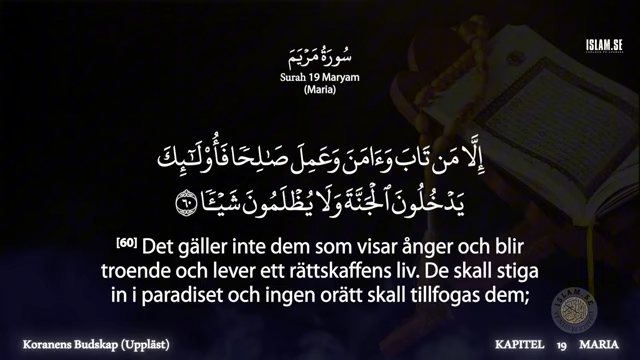 ISLAM.SE
سُورَةُ مَرْيَمَ
Surah 19 Maryam
(Maria)
إِلَّا مَن تَابَ وَءَامَنَ وَعَمِلَ صَـٰلِحًا فَأُو۟لَـٰٓئِكَ
يَدْخُلُونَ ٱلْجَنَّةَ وَلَا يُظْلَمُونَ شَيْـًٔا ٦٠
[60] Det gäller inte dem som visar ånger och blir
troende och lever ett rättskaffens liv. De skall stiga
in i paradiset och ingen orätt skall tillfogas dem;
ISLAM.SE
Koranens Budskap (Uppläst)
KAPITEL 19 MARIA